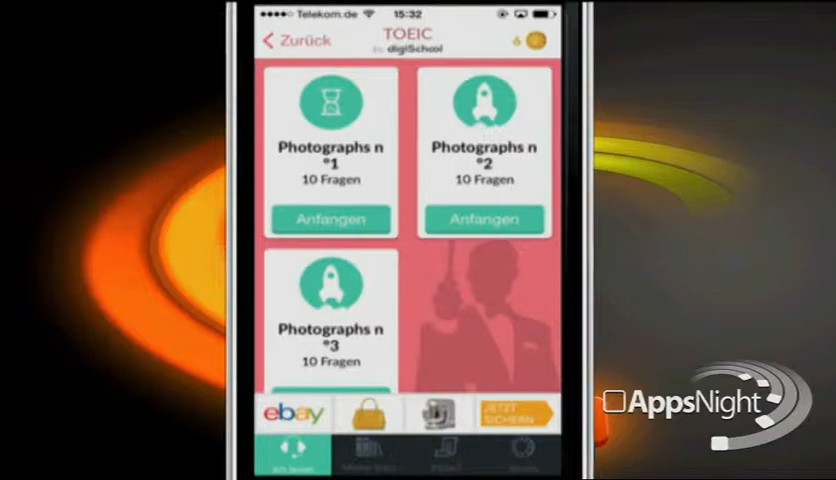 Telekom.de
15:32
Zurück
TOEIC
by digiSchool
6
Photographs n
°1
10 Fragen
Anfangen
Photographs n
°2
10 Fragen
Anfangen
Photographs n
°3
10 Fragen
ebay
JETZT
SICHERN
AppsNight